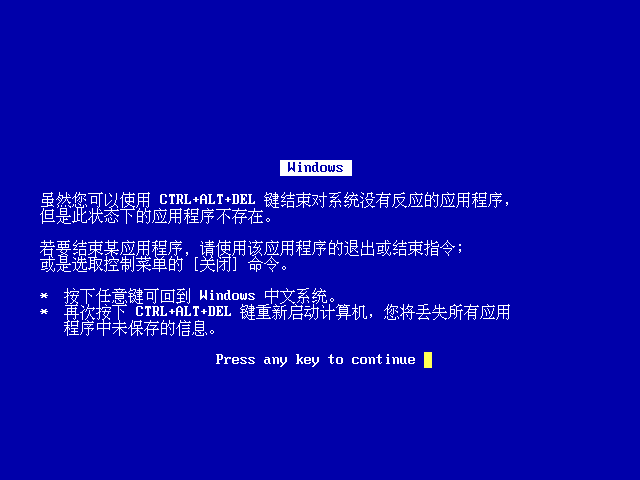 Windows
虽然您可以使用 CTRL+ALT+DEL 键结束对系统没有反应的应用程序，
但是此状态下的应用程序不存在。
若要结束某应用程序，请使用该应用程序的退出或结束指令；
或是选取控制菜单的 [关闭] 命令。
* 按下任意键可回到 Windows 中文系统。
* 再次按下 CTRL+ALT+DEL 键重新启动计算机，您将丢失所有应用
程序中未保存的信息。
Press any key to continue